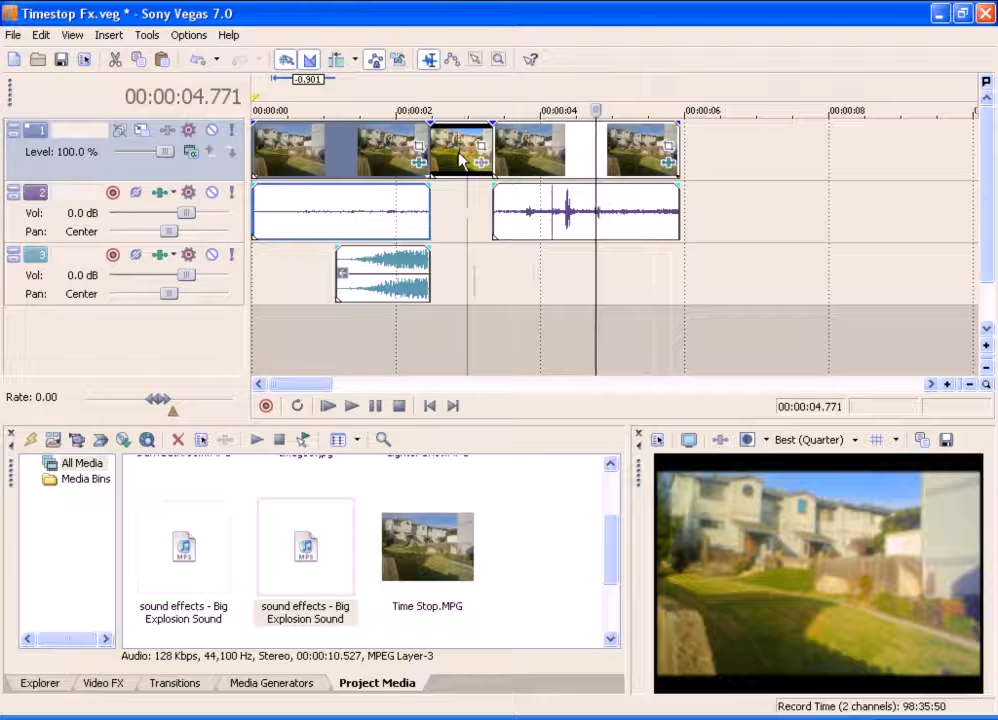 Timestop Fx.veg * - Sony Vegas 7.0
File Edit View Insert Tools Options Help
-0.901
00:00:04.771
00:00:00 00:00:02 00:00:04 00:00:06 00:00:08
1
Level: 100.0 %
2
Vol: 0.0 dB
Pan: Center
3
Vol: 0.0 dB
Pan: Center
Rate: 0.00
00:00:04.771
Best (Quarter)
All Media
Media Bins
MP3
MP3
sound effects - Big Explosion Sound
sound effects - Big Explosion Sound
Time Stop.MPG
Audio: 128 Kbps, 44,100 Hz, Stereo, 00:00:10.527, MPEG Layer-3
Explorer Video FX Transitions Media Generators Project Media
Record Time (2 channels): 98:35:50